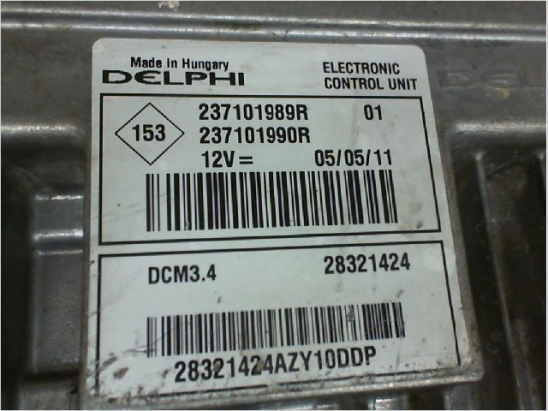 Made In Hungary
DELPHI
ELECTRONIC
CONTROL UNIT
153
237101989R 01
237101990R
12V= 05/05/11
DCM3.4 28321424
28321424AZY10DDP